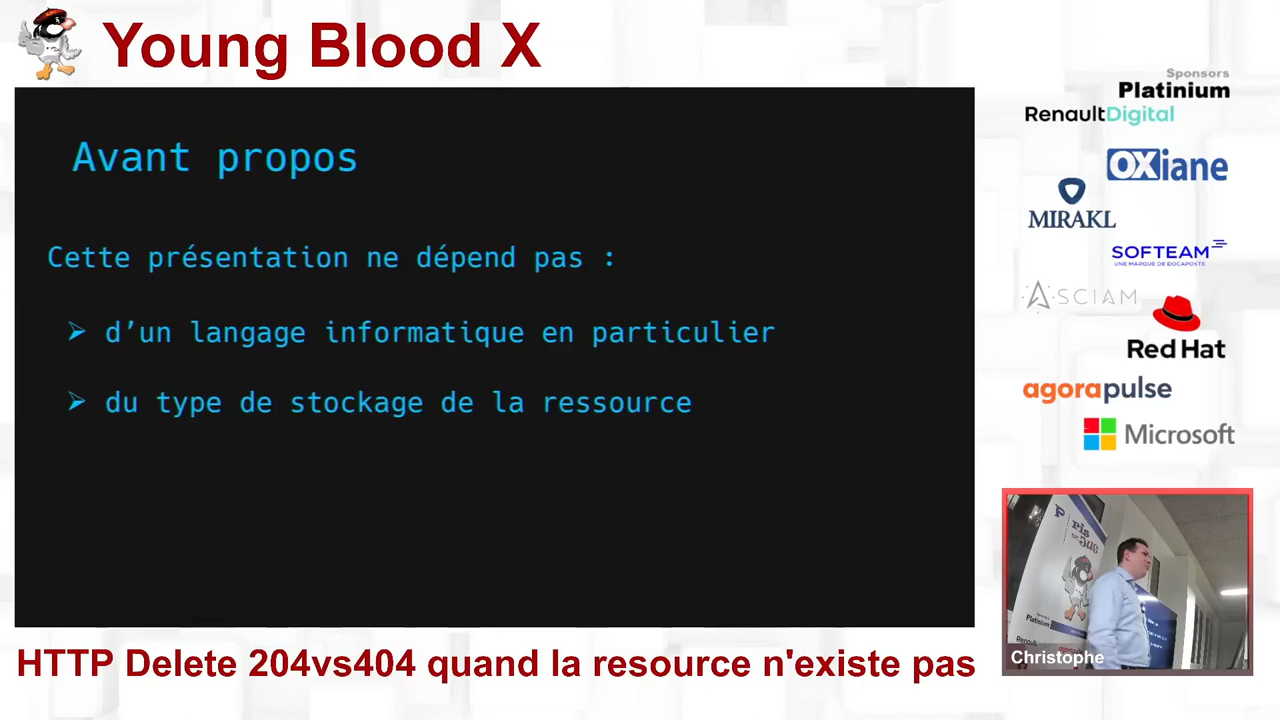 Young Blood X
Avant propos
Cette présentation ne dépend pas :
➢ d’un langage informatique en particulier
➢ du type de stockage de la ressource
HTTP Delete 204vs404 quand la resource n'existe pas
Sponsors
Platinium
RenaultDigital
OXiane
MIRAKL
SOFTEAM
UNE MARQUE DE DOCAPOSTE
ASCIAM
Red Hat
agorapulse
Microsoft
Platinium
Christophe